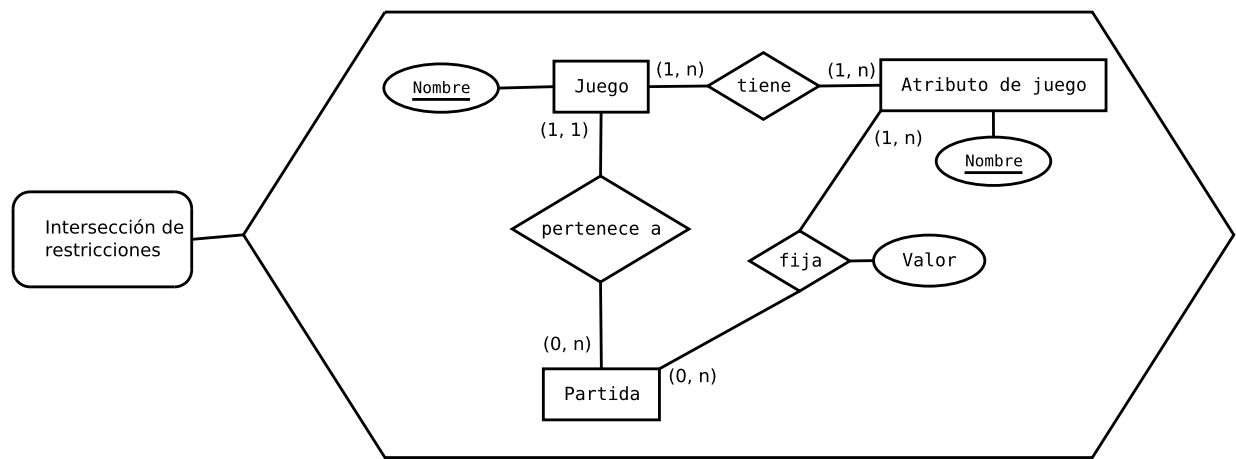 Nombre
Juego
(1, n)
tiene
(1, n)
Atributo de juego
(1, 1)
(1, n)
Nombre
Intersección de
restricciones
pertenece a
fija
Valor
(0, n)
(0, n)
Partida